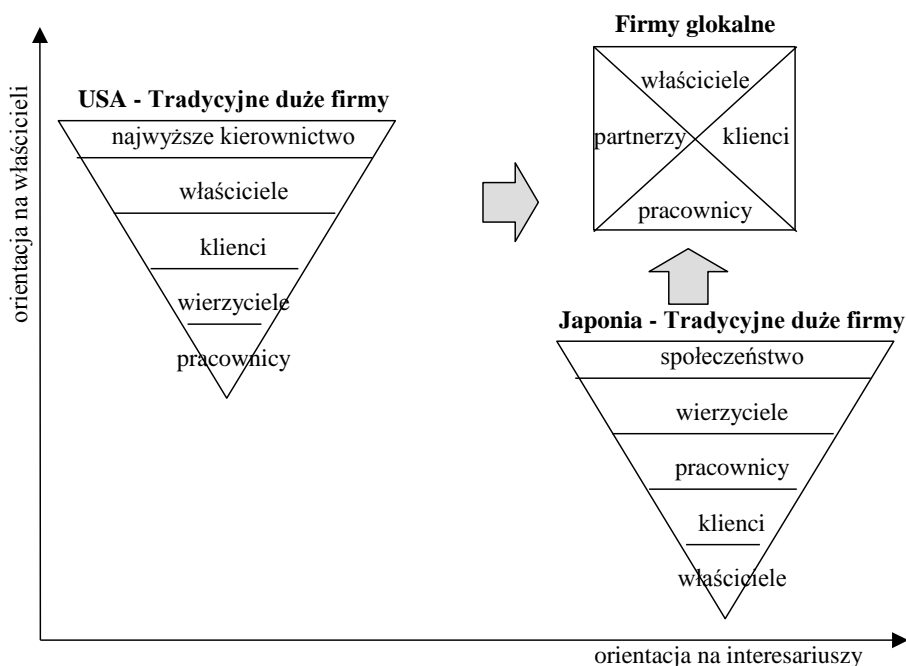 Firmy glokalne
właściciele
partnerzy
klienci
pracownicy
USA - Tradycyjne duże firmy
najwyższe kierownictwo
właściciele
klienci
wierzyciele
pracownicy
Japonia - Tradycyjne duże firmy
społeczeństwo
wierzyciele
pracownicy
klienci
właściciele
orientacja na właścicieli
orientacja na interesariuszy